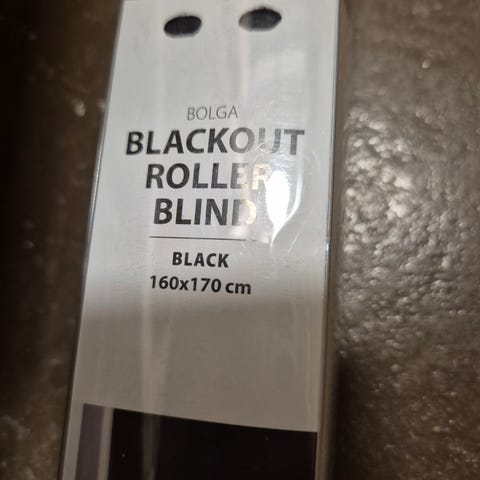 BOLGA
BLACKOUT
ROLLER
BLIND
BLACK
160x170 cm